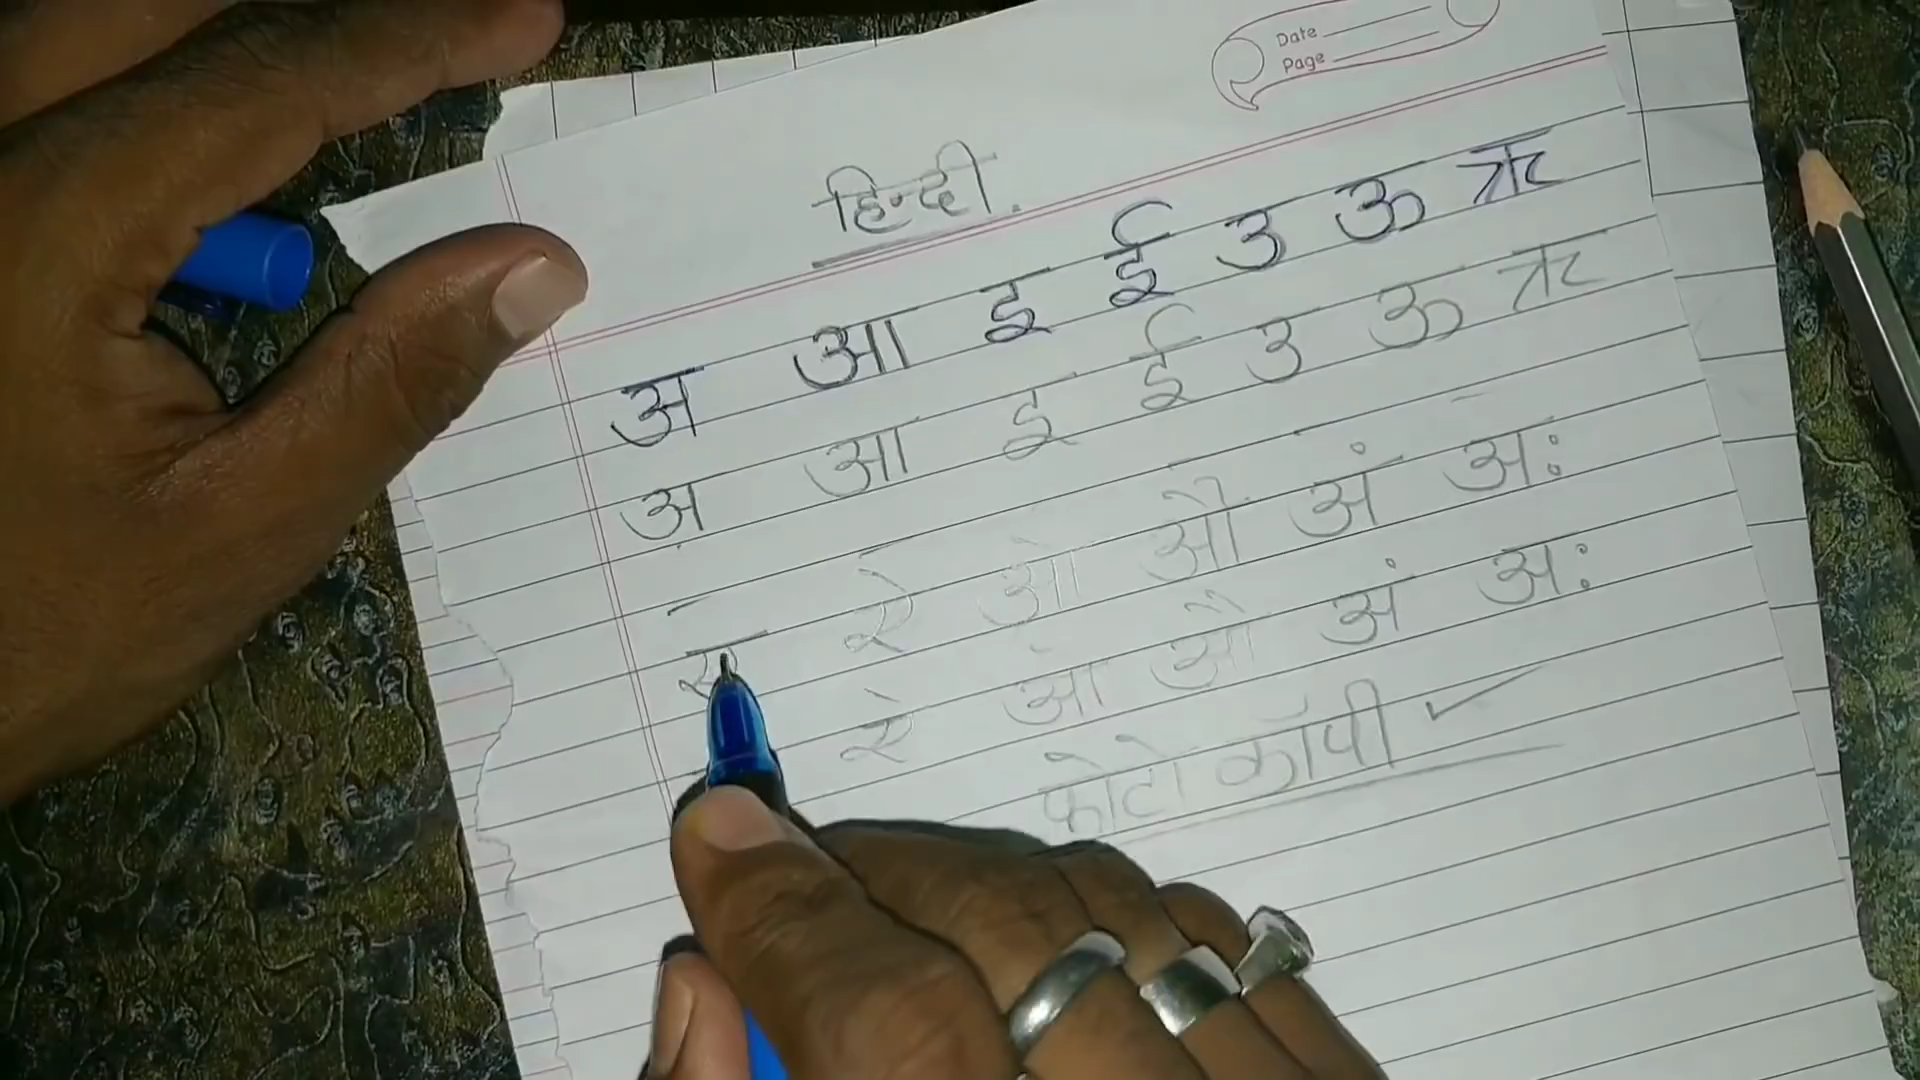 Date
Page
हिन्दी.
अ आ इ ई उ ऊ ऋ
अ आ इ ई उ ऊ ऋ
ए ऐ ओ औ अं अः
ऐ ओ औ अं अः
फोटो कॉपी ✓